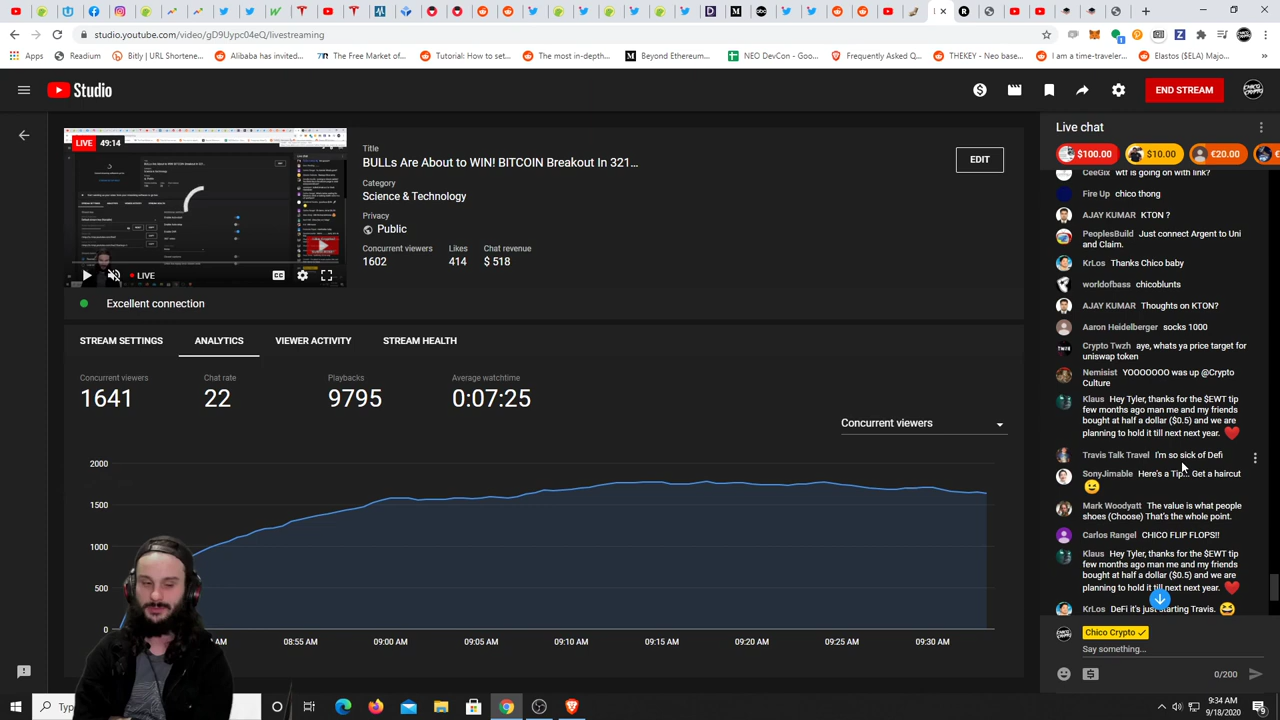 studio.youtube.com/video/gD9Uypc04eQ/livestreaming
Apps
Readium
Bitly | URL Shortene...
Alibaba has invited...
The Free Market dr...
Tutorial: How to set...
The most in-depth...
Beyond Ethereum...
NEO DevCon - Goo...
Frequently Asked Q...
THEKEY - Neo base...
I am a time-traveler...
Elastos ($ELA) Majo...
Studio
END STREAM
LIVE 49:14
LIVE
Title
BULLs Are About to WIN! BITCOIN Breakout In 321...
EDIT
Category
Science & Technology
Privacy
Public
Concurrent viewers Likes Chat revenue
1602 414 $ 518
Excellent connection
STREAM SETTINGS ANALYTICS VIEWER ACTIVITY STREAM HEALTH
Concurrent viewers Chat rate Playbacks Average watchtime
1641 22 9795 0:07:25
Concurrent viewers
2000
1500
1000
500
0
AM 08:55 AM 09:05 AM 09:10 AM 09:15 AM 09:20 AM 09:25 AM 09:30 AM
Live chat
$100.00 $10.00 €20.00
CeeGix wtf is going on with link?
Fire Up chico thong
AJAY KUMAR KTON ?
PeoplesBuild Just consent agent to Uni
and Claim.
KrLos Thanks Chico baby
worldofbass chicoblunts
AJAY KUMAR Thoughts on KTON?
Aaron Heidelberger socks 1000
Crypto Twzh aye, whats ya price target for
uniswap token
Nemisist YOOOOOOO was up @Crypto
Culture
Klaus Hey Tyler, thanks for the $EWT tip
few months ago man me and my friends
bought at half a dollar ($0.5) and we are
planning to hold it till next next year. ❤️
Travis Talk Travel I'm so sick of Defi
SonyJimable Here's a Tip... Get a haircut
😉
Mark Woodyatt The value is what people
shoes (Choose) That's the whole point.
Carlos Rangel CHICO FLIP FLOPS!!
Klaus Hey Tyler, thanks for the $EWT tip
few months ago man me and my friends
bought at half a dollar ($0.5) and we are
planning to hold it till next next year. ❤️
KrLos DeFi it's just starting Travis. 😆
Chico Crypto ✓
Say something...
0/200
9:34 AM
9/18/2020